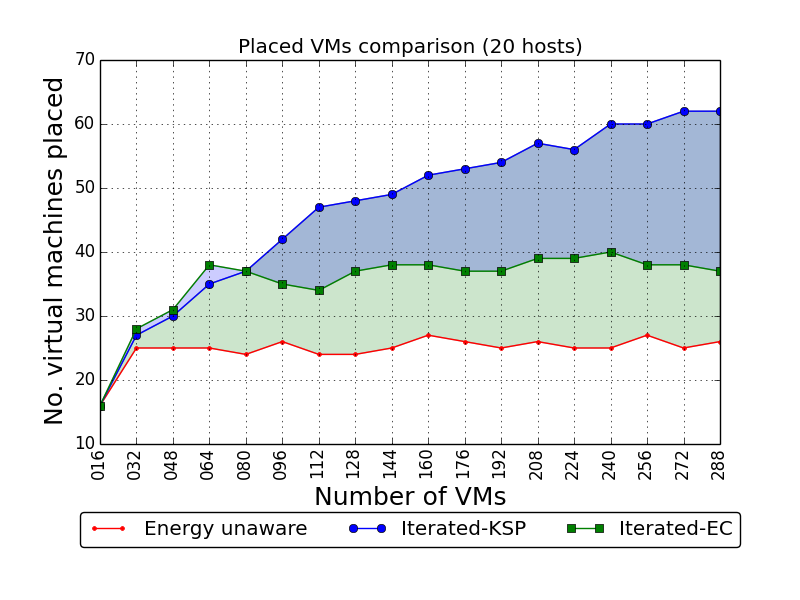 Placed VMs comparison (20 hosts)
No. virtual machines placed
70
60
50
40
30
20
10
016 032 048 064 080 096 112 128 144 160 176 192 208 224 240 256 272 288
Number of VMs
Energy unaware Iterated-KSP Iterated-EC